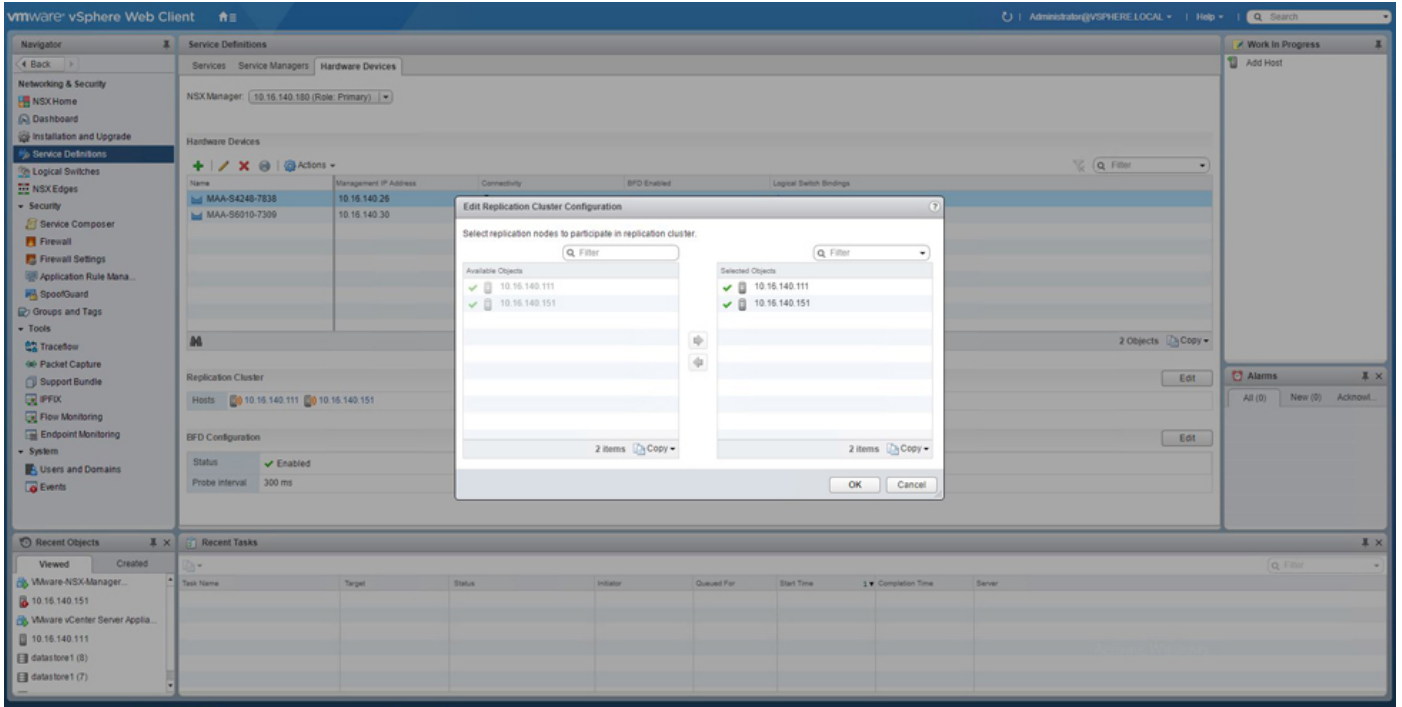 vmware® vSphere Web Client
Administrator@VSPHERE.LOCAL
Help
Search
Navigator
Back
Networking & Security
NSX Home
Dashboard
Installation and Upgrade
Service Definitions
Logical Switches
NSX Edges
Security
Service Composer
Firewall
Firewall Settings
Application Rule Mana...
SpoofGuard
Groups and Tags
Tools
Traceflow
Packet Capture
Support Bundle
IPFIX
Flow Monitoring
Endpoint Monitoring
System
Users and Domains
Events
Service Definitions
Services Service Managers Hardware Devices
NSX Manager: 10.16.140.180 (Role: Primary)
Hardware Devices
Actions
Filter
Name Management IP Address Connectivity BFD Enabled Logical Switch Bindings
MAA-S4248-7838 10.16.140.26
MAA-S6010-7309 10.16.140.30
2 Objects Copy
Replication Cluster
Edit
Hosts 10.16.140.111 10.16.140.151
BFD Configuration
Edit
Status Enabled
Probe interval 300 ms
Edit Replication Cluster Configuration
Select replication nodes to participate in replication cluster.
Filter Filter
Available Objects Selected Objects
10.16.140.111 10.16.140.111
10.16.140.151 10.16.140.151
2 items Copy 2 items Copy
OK Cancel
Work In Progress
Add Host
Alarms
All (0) New (0) Acknowl...
Recent Objects
Viewed Created
VMware-NSX-Manager...
10.16.140.151
VMware vCenter Server Applia...
10.16.140.111
datastore1 (8)
datastore1 (7)
Recent Tasks
Filter
Task Name Target Status Initiator Queued For Start Time 1 Completion Time Server